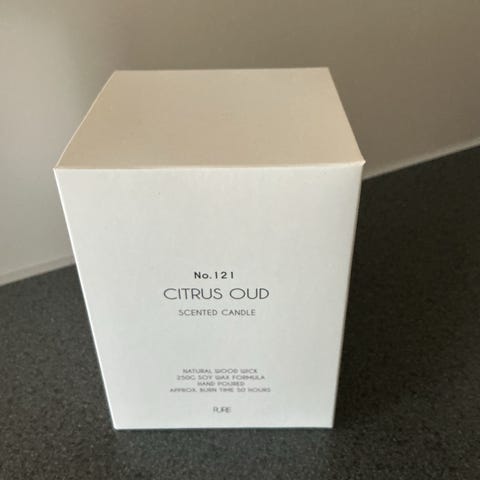 No.121
CITRUS OUD
SCENTED CANDLE
NATURAL WOOD WICK
250G SOY WAX FORMULA
HAND POURED
APPROX. BURN TIME 50 HOURS
PURE